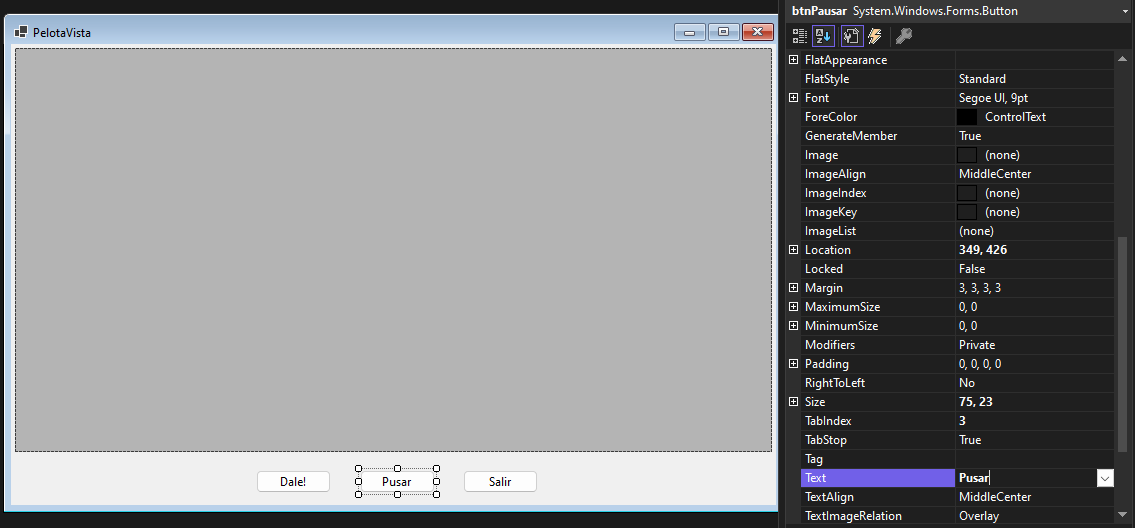 PelotaVista
Dale!
Pusar
Salir
btnPausar System.Windows.Forms.Button
FlatAppearance
FlatStyle Standard
Font Segoe UI, 9pt
ForeColor ControlText
GenerateMember True
Image (none)
ImageAlign MiddleCenter
ImageIndex (none)
ImageKey (none)
ImageList (none)
Location 349, 426
Locked False
Margin 3, 3, 3, 3
MaximumSize 0, 0
MinimumSize 0, 0
Modifiers Private
Padding 0, 0, 0, 0
RightToLeft No
Size 75, 23
TabIndex 3
TabStop True
Tag
Text Pusar
TextAlign MiddleCenter
TextImageRelation Overlay